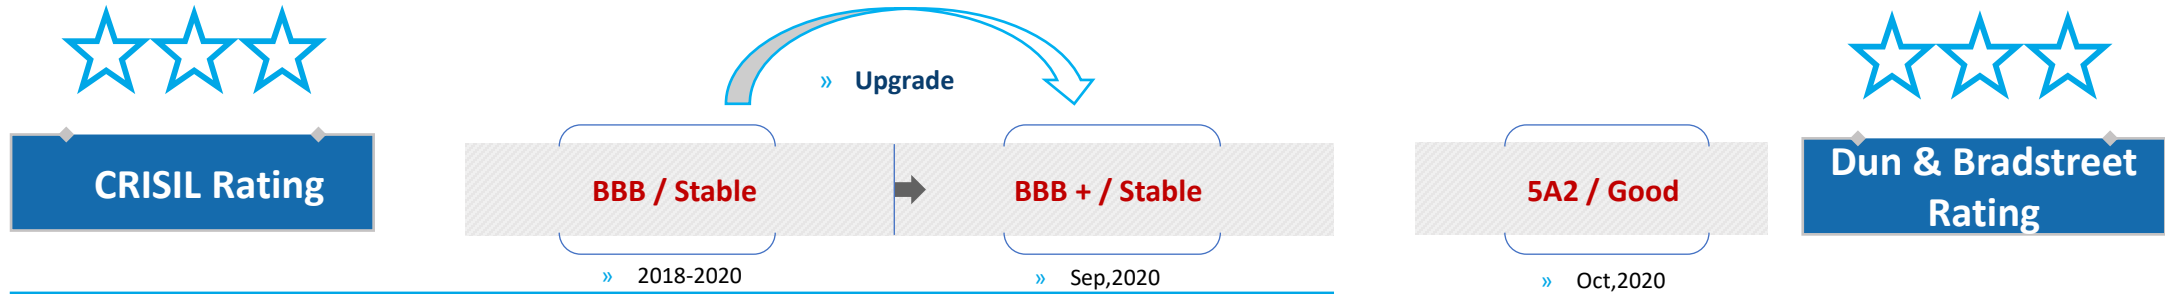 » Upgrade
CRISIL Rating
BBB / Stable
BBB + / Stable
5A2 / Good
Dun & Bradstreet
Rating
» 2018-2020
» Sep,2020
» Oct,2020